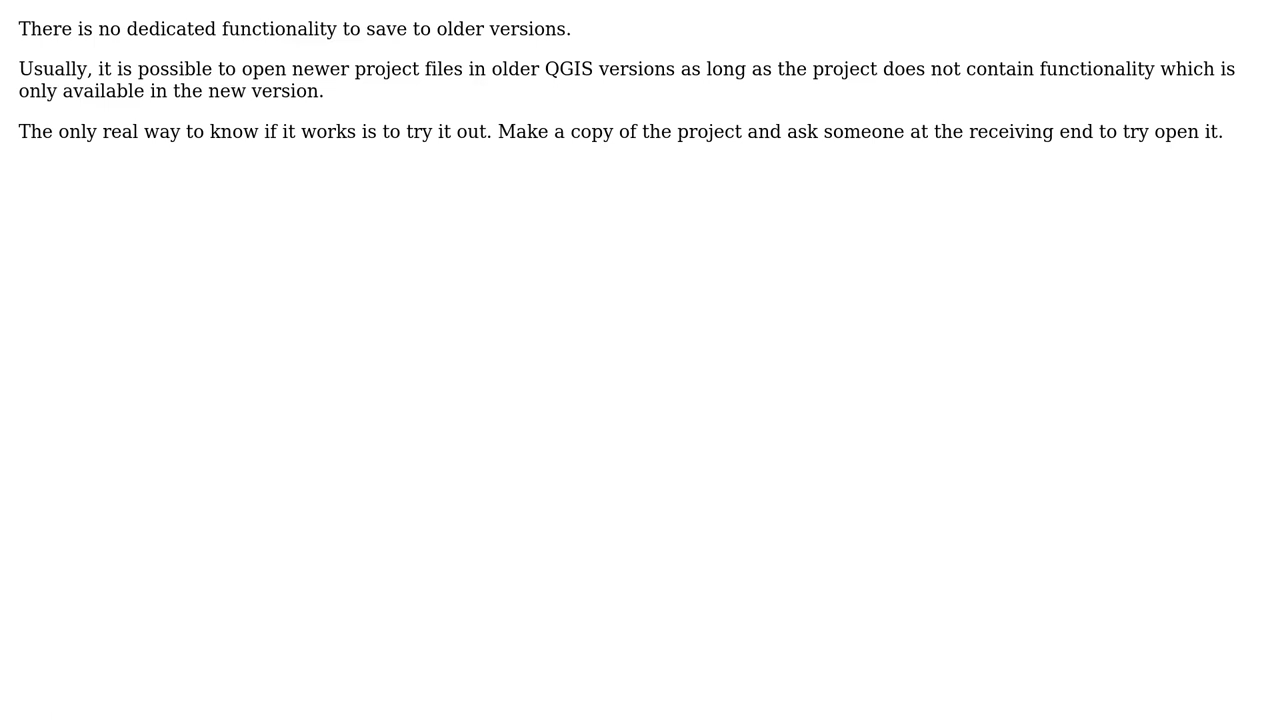 There is no dedicated functionality to save to older versions.
Usually, it is possible to open newer project files in older QGIS versions as long as the project does not contain functionality which is
only available in the new version.
The only real way to know if it works is to try it out. Make a copy of the project and ask someone at the receiving end to try open it.